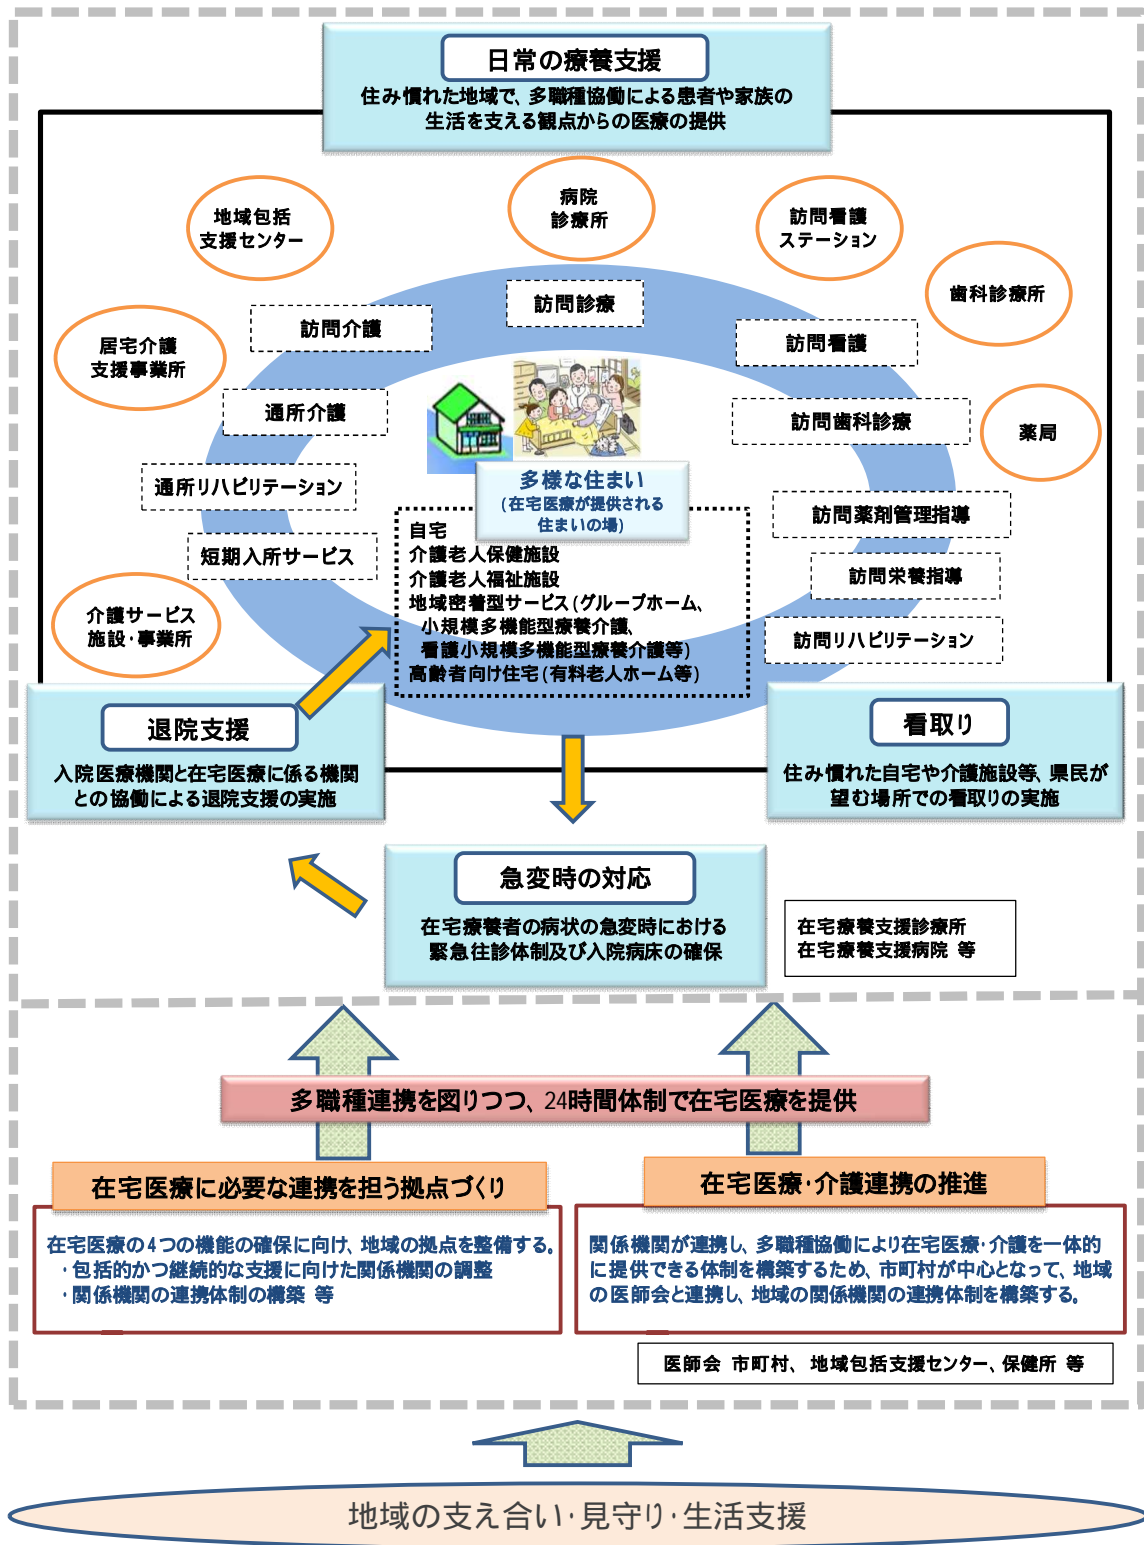 日常の療養支援
住み慣れた地域で、多職種協働による患者や家族の
生活を支える観点からの医療の提供
病院
診療所
地域包括
支援センター
訪問看護
ステーション
歯科診療所
居宅介護
支援事業所
薬局
介護サービス
施設・事業所
訪問診療
訪問介護
訪問看護
通所介護
訪問歯科診療
通所リハビリテーション
訪問薬剤管理指導
短期入所サービス
訪問栄養指導
訪問リハビリテーション
多様な住まい
(在宅医療が提供される
住まいの場)
自宅
介護老人保健施設
介護老人福祉施設
地域密着型サービス(グループホーム、
小規模多機能型療養介護、
看護小規模多機能型療養介護等)
高齢者向け住宅(有料老人ホーム等)
退院支援
入院医療機関と在宅医療に係る機関
との協働による退院支援の実施
看取り
住み慣れた自宅や介護施設等、県民が
望む場所での看取りの実施
急変時の対応
在宅療養者の病状の急変時における
緊急往診体制及び入院病床の確保
在宅療養支援診療所
在宅療養支援病院 等
多職種連携を図りつつ、24時間体制で在宅医療を提供
在宅医療に必要な連携を担う拠点づくり
在宅医療の4つの機能の確保に向け、地域の拠点を整備する。
・包括的かつ継続的な支援に向けた関係機関の調整
・関係機関の連携体制の構築 等
在宅医療・介護連携の推進
関係機関が連携し、多職種協働により在宅医療・介護を一体的
に提供できる体制を構築するため、市町村が中心となって、地域
の医師会と連携し、地域の関係機関の連携体制を構築する。
医師会 市町村、地域包括支援センター、保健所 等
地域の支え合い・見守り・生活支援